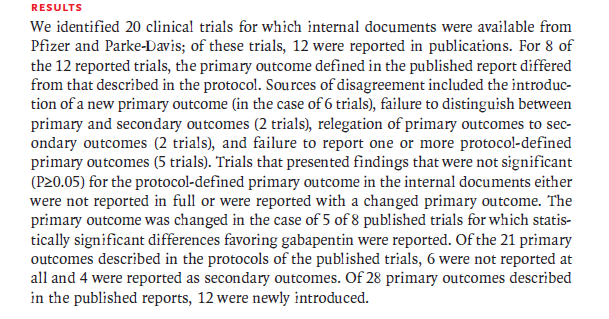 RESULTS
We identified 20 clinical trials for which internal documents were available from
Pfizer and Parke-Davis; of these trials, 12 were reported in publications. For 8 of
the 12 reported trials, the primary outcome defined in the published report differed
from that described in the protocol. Sources of disagreement included the introduc-
tion of a new primary outcome (in the case of 6 trials), failure to distinguish between
primary and secondary outcomes (2 trials), relegation of primary outcomes to sec-
ondary outcomes (2 trials), and failure to report one or more protocol-defined
primary outcomes (5 trials). Trials that presented findings that were not significant
(P≥0.05) for the protocol-defined primary outcome in the internal documents either
were not reported in full or were reported with a changed primary outcome. The
primary outcome was changed in the case of 5 of 8 published trials for which statis-
tically significant differences favoring gabapentin were reported. Of the 21 primary
outcomes described in the protocols of the published trials, 6 were not reported at
all and 4 were reported as secondary outcomes. Of 28 primary outcomes described
in the published reports, 12 were newly introduced.